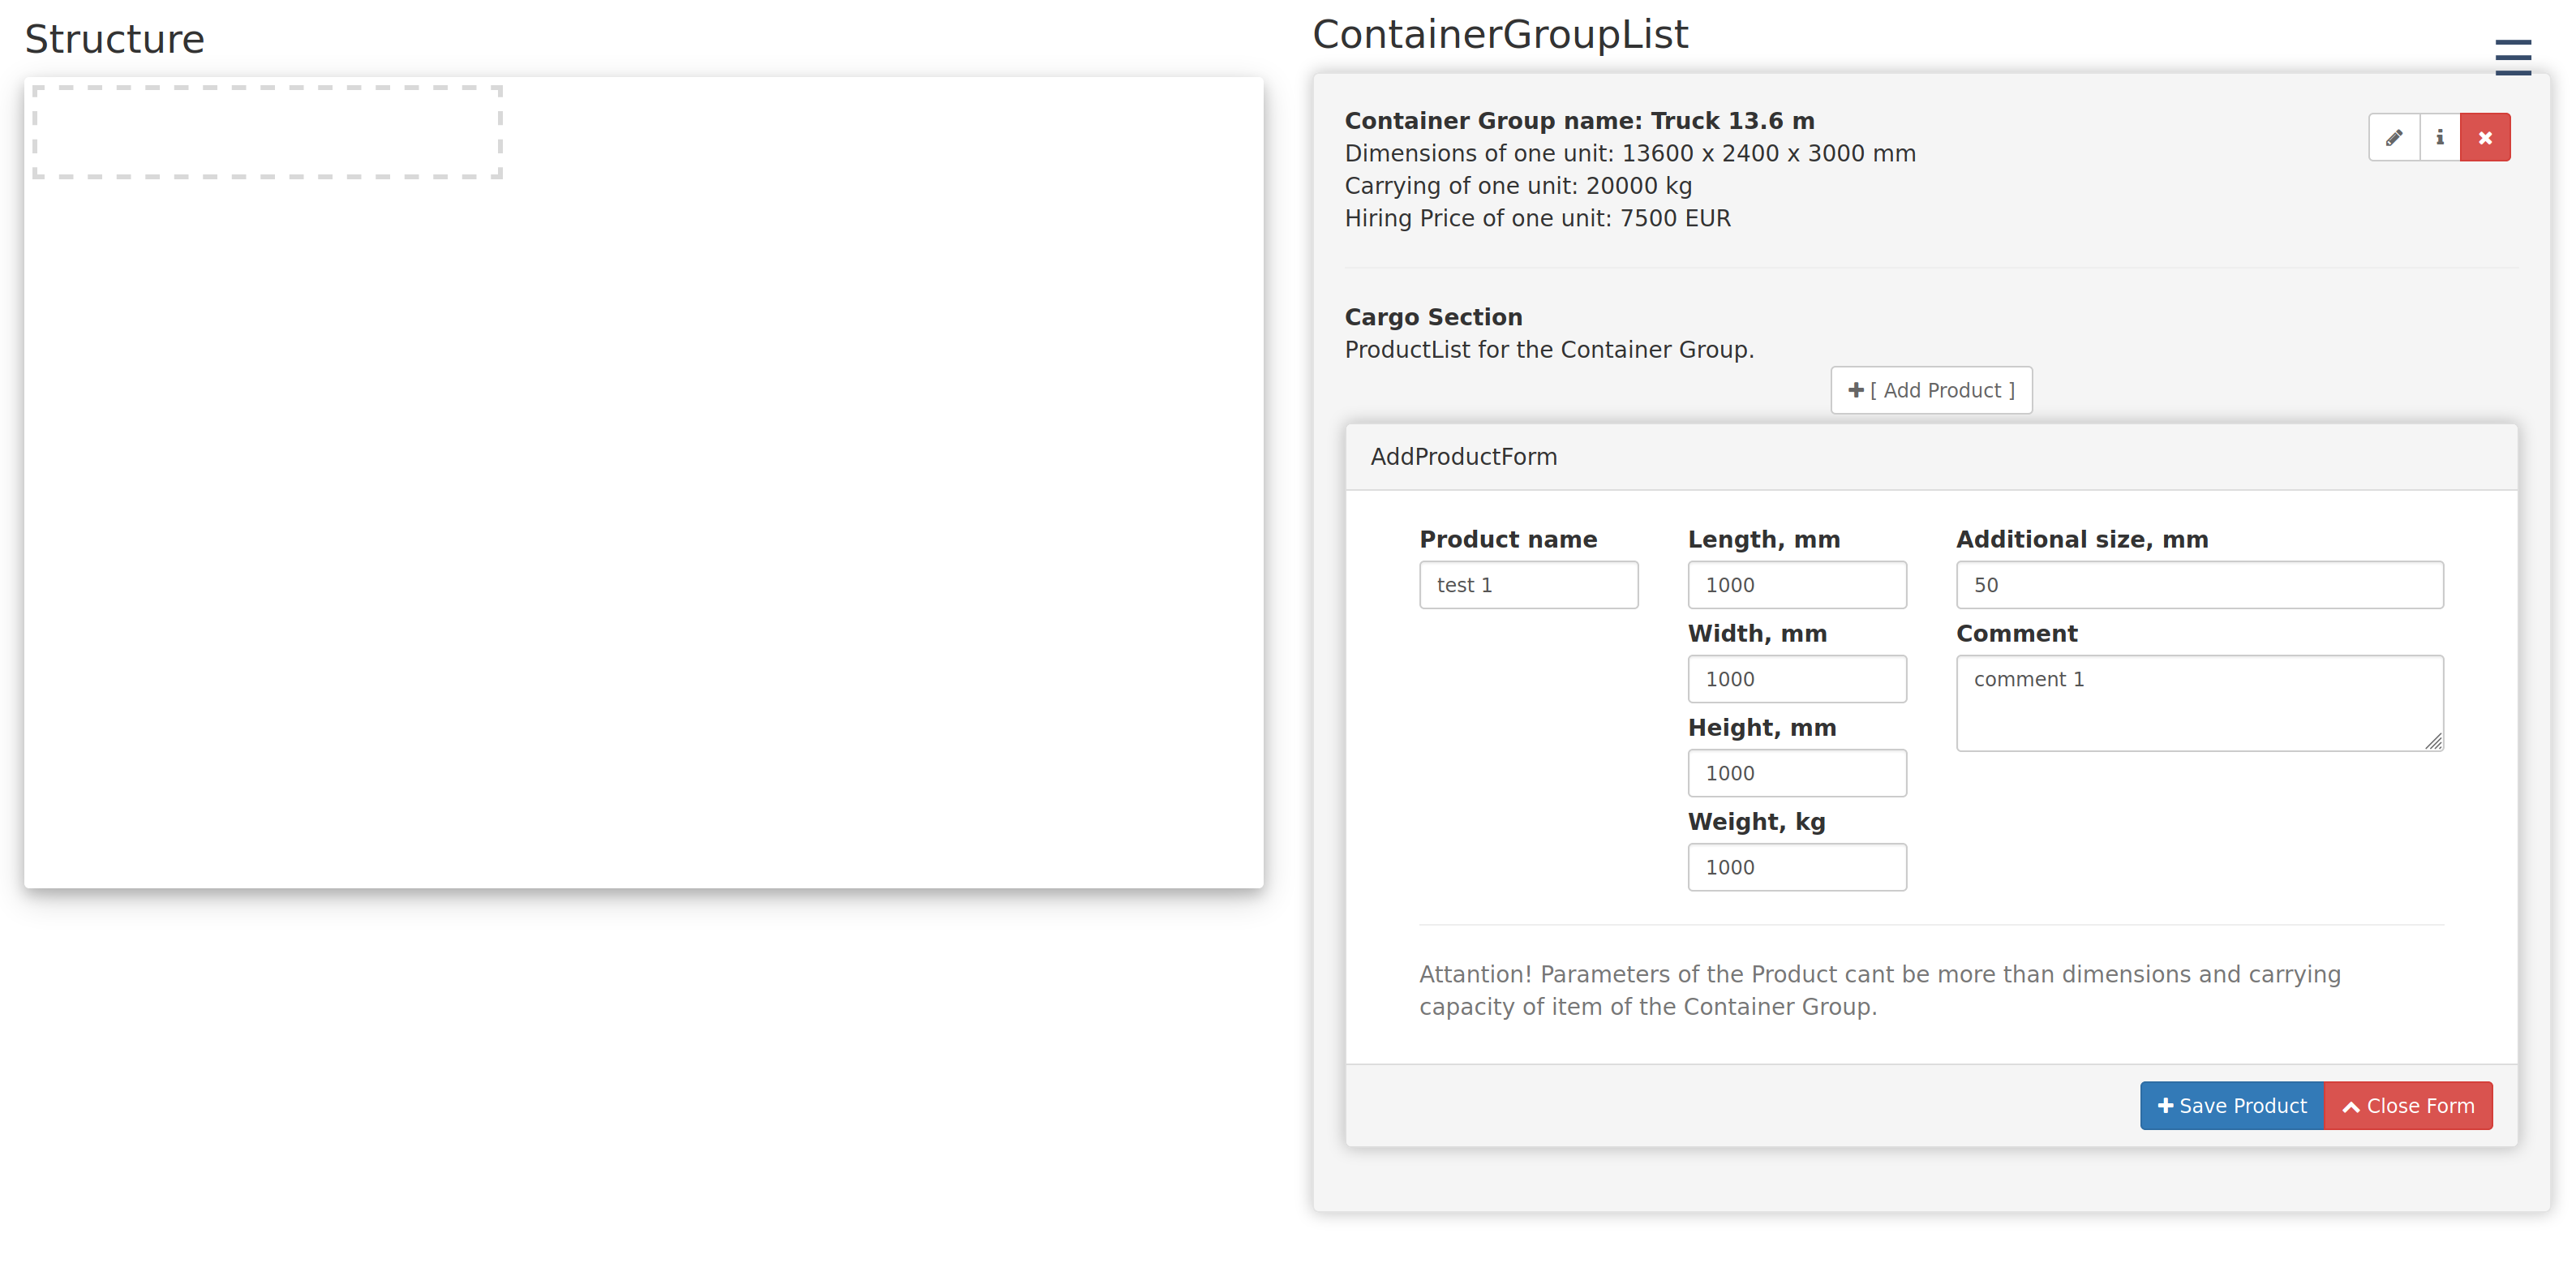 Structure
ContainerGroupList
Container Group name: Truck 13.6 m
Dimensions of one unit: 13600 x 2400 x 3000 mm
Carrying of one unit: 20000 kg
Hiring Price of one unit: 7500 EUR
Cargo Section
ProductList for the Container Group.
[ Add Product ]
AddProductForm
Product name
test 1
Length, mm
1000
Width, mm
1000
Height, mm
1000
Weight, kg
1000
Additional size, mm
50
Comment
comment 1
Attantion! Parameters of the Product cant be more than dimensions and carrying
capacity of item of the Container Group.
Save Product
Close Form